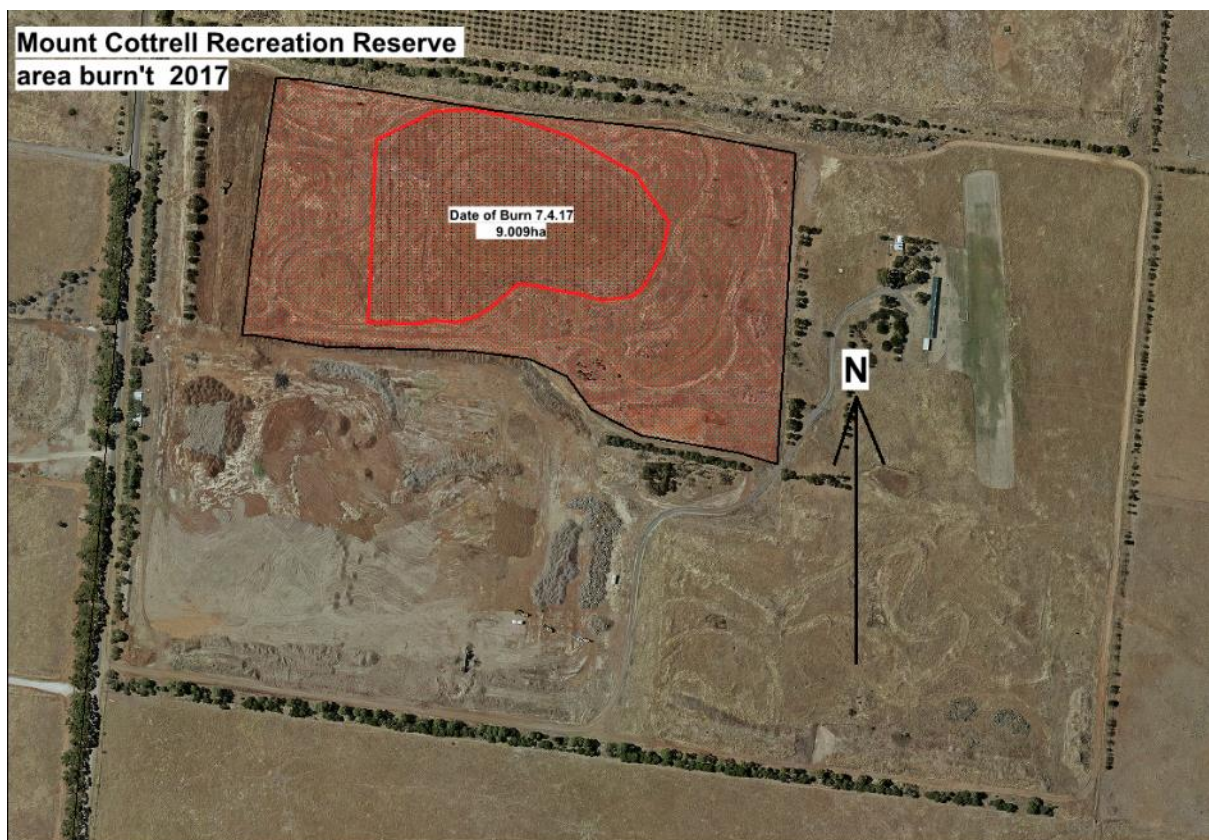 Mount Cottrell Recreation Reserve
area burn't 2017
Date of Burn 7.4.17
9.009ha
N